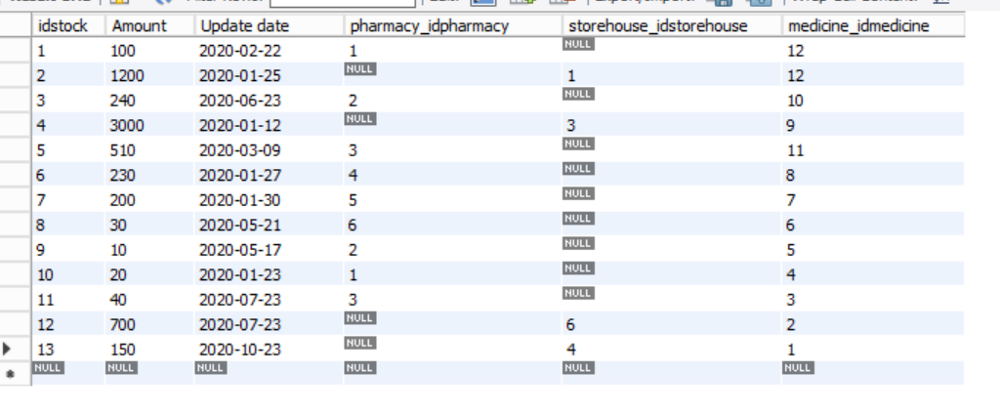 idstock Amount Update date pharmacy_idpharmacy storehouse_idstorehouse medicine_idmedicine
1 100 2020-02-22 1 NULL 12
2 1200 2020-01-25 NULL 1 12
3 240 2020-06-23 2 NULL 10
4 3000 2020-01-12 NULL 3 9
5 510 2020-03-09 3 NULL 11
6 230 2020-01-27 4 NULL 8
7 200 2020-01-30 5 NULL 7
8 30 2020-05-21 6 NULL 6
9 10 2020-05-17 2 NULL 5
10 20 2020-01-23 1 NULL 4
11 40 2020-07-23 3 NULL 3
12 700 2020-07-23 NULL 6 2
13 150 2020-10-23 NULL 4 1
NULL NULL NULL NULL NULL NULL